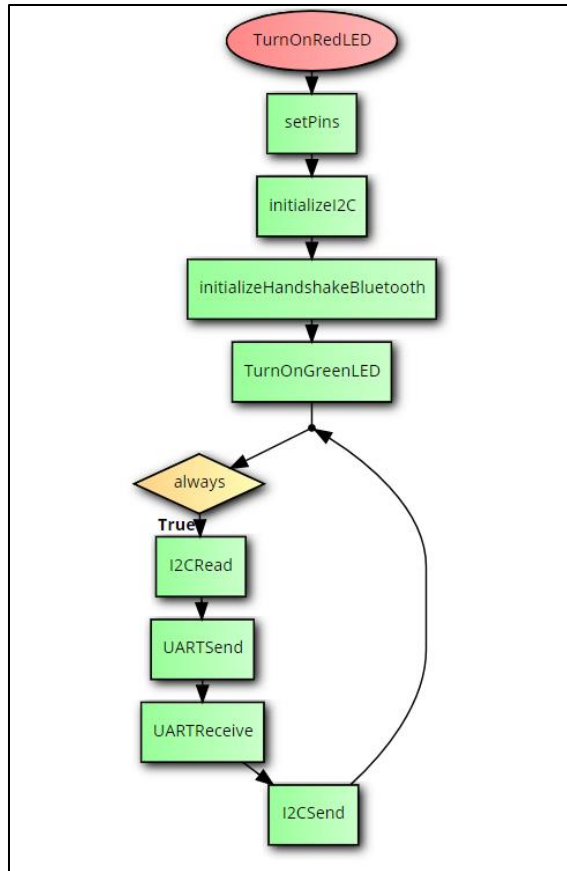 TurnOnRedLED
setPins
initializeI2C
initializeHandshakeBluetooth
TurnOnGreenLED
always
True
I2CRead
UARTSend
UARTReceive
I2CSend